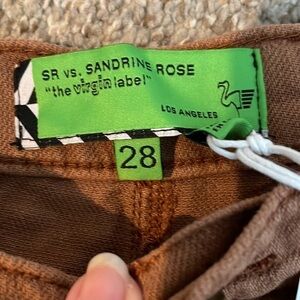 SR vs. SANDRINE ROSE
"the virgin label"
LOS ANGELES
28